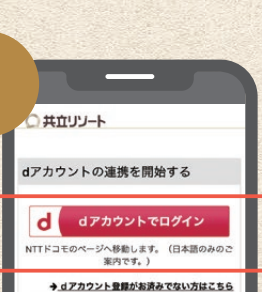 共立リゾート
dアカウントの連携を開始する
d dアカウントでログイン
NTTドコモのページへ移動します。（日本語のみのご
案内です。）
➔ dアカウント登録がお済みでない方はこちら